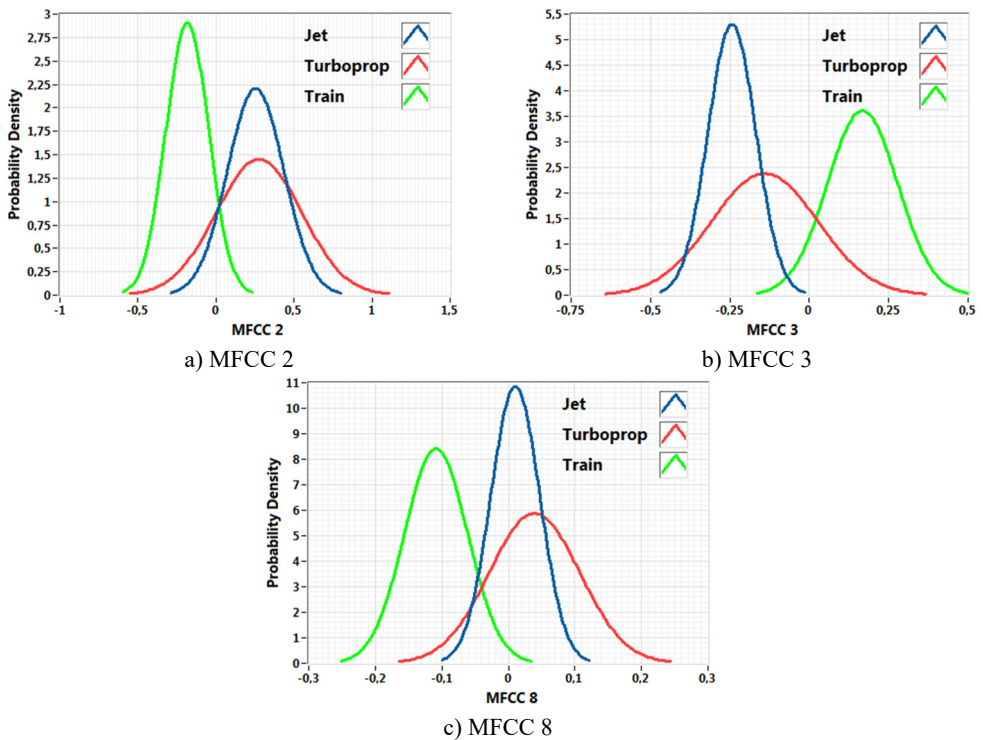 3
2,75
2,5
2,25
2
1,75
1,5
1,25
1
0,75
0,5
0,25
0
Probability Density
Jet
Turboprop
Train
-1 -0,5 0 0,5 1 1,5
MFCC 2
a) MFCC 2
5,5
5
4,5
4
3,5
3
2,5
2
1,5
1
0,5
0
Probability Density
Jet
Turboprop
Train
-0,75 -0,5 -0,25 0 0,25 0,5
MFCC 3
b) MFCC 3
11
10
9
8
7
6
5
4
3
2
1
0
Probability Density
Jet
Turboprop
Train
-0,3 -0,2 -0,1 0 0,1 0,2 0,3
MFCC 8
c) MFCC 8